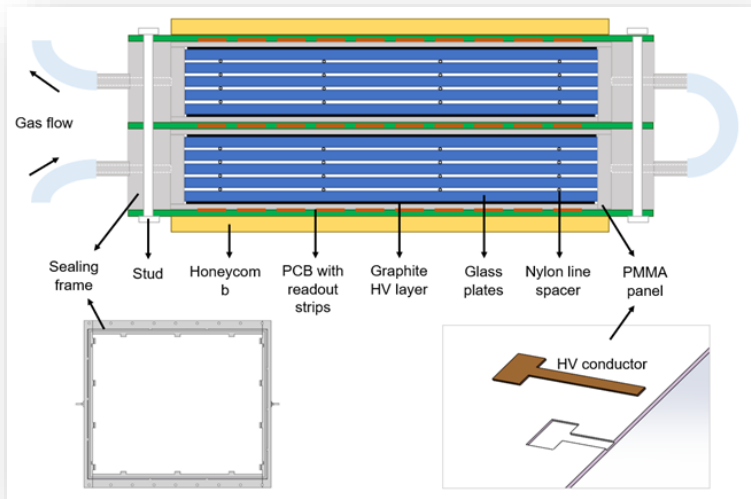 Gas flow
Sealing
frame
Stud
Honeycom
b
PCB with
readout
strips
Graphite
HV layer
Glass
plates
Nylon line
spacer
PMMA
panel
HV conductor